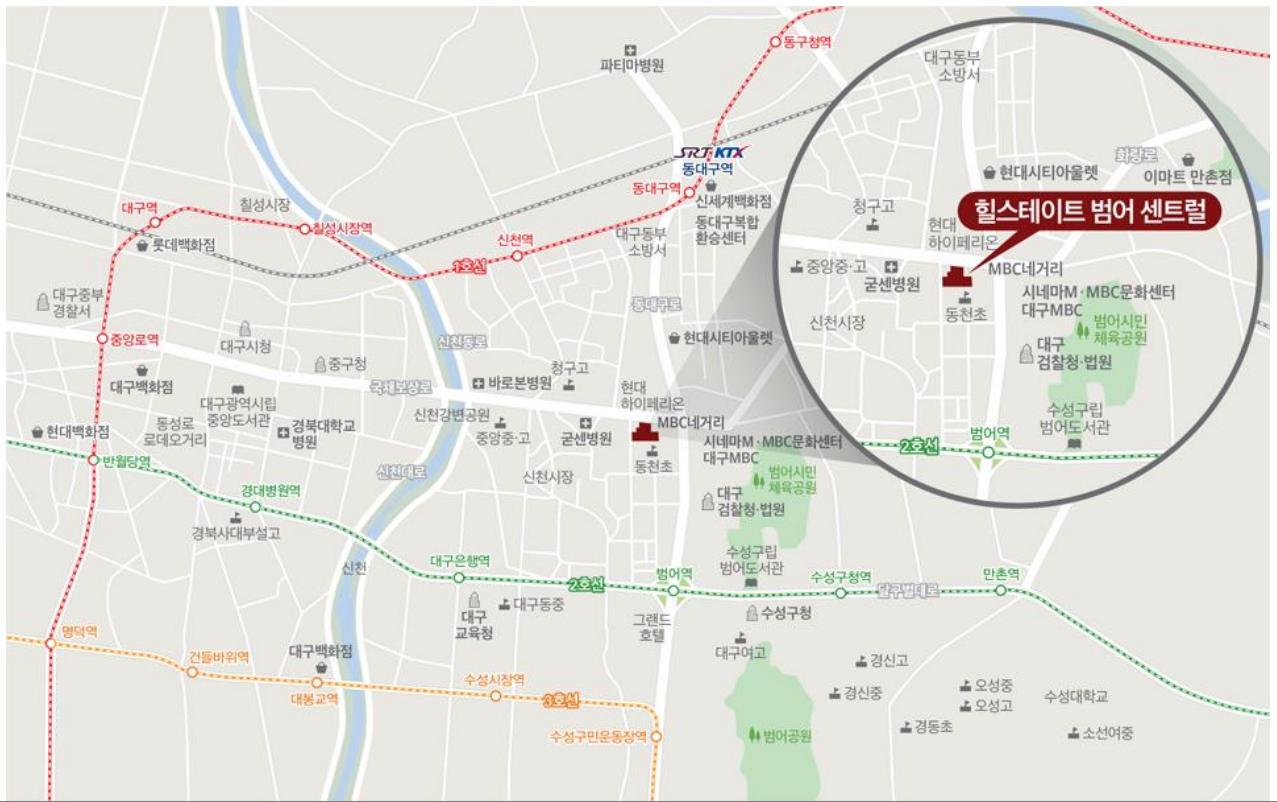 동구청역
파티마병원
대구동부
소방서
SRT KTX
동대구역
동대구역
신세계백화점
동대구복합
환승센터
대구동부
소방서
화랑로
현대시티아울렛
이마트 만촌점
힐스테이트 범어 센트럴
청구고
현대
하이페리온
MBC네거리
중앙중·고
굳센병원
동천초
신천시장
시네마M·MBC문화센터
대구MBC
범어시민
체육공원
대구
검찰청·법원
수성구립
범어도서관
2호선
범어역
대구역
칠성시장
칠성시장역
롯데백화점
신천역
1호선
대구중부
경찰서
중앙로역
대구시청
중구청
신천동로
동대구로
현대시티아울렛
국채보상로
바로본병원
청구고
현대
하이페리온
MBC네거리
대구백화점
대구광역시립
중앙도서관
동성로
로데오거리
경북대학교
병원
신천강변공원
중앙중·고
굳센병원
동천초
시네마M·MBC문화센터
대구MBC
현대백화점
반월당역
신천대로
신천시장
범어시민
체육공원
대구
검찰청·법원
경대병원역
경북사대부설고
신천
대구은행역
2호선
범어역
수성구립
범어도서관
수성구청역
달구벌대로
만촌역
대구
교육청
대구동중
그랜드
호텔
수성구청
대구여고
명덕역
건들바위역
대구백화점
대봉교역
수성시장역
3호선
수성구민운동장역
경신고
경신중
오성중
오성고
수성대학교
경동초
소선여중
범어공원